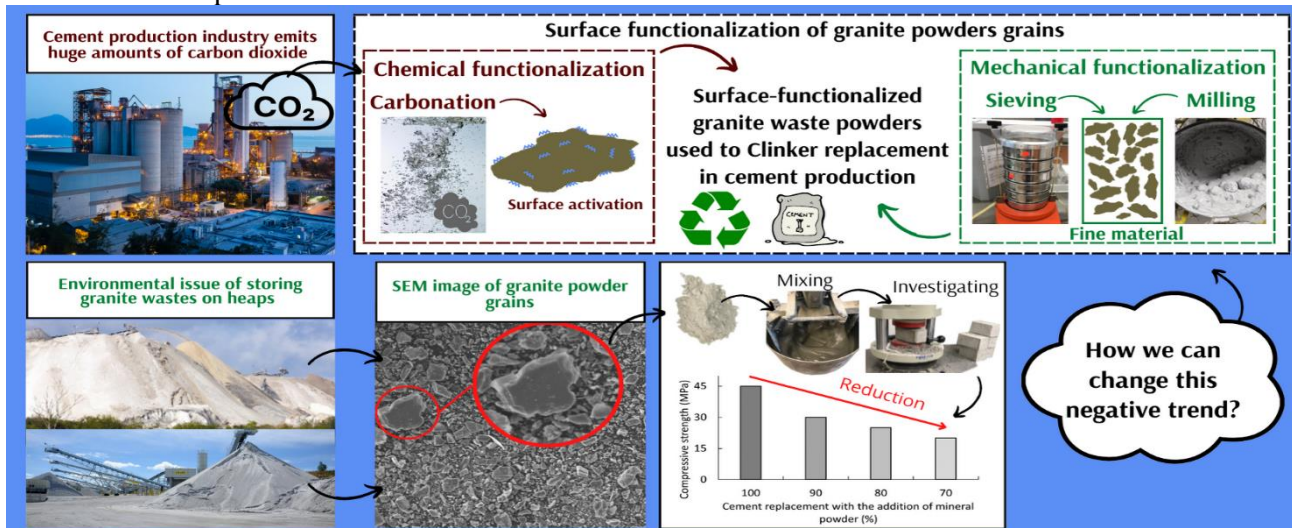 Cement production industry emits
huge amounts of carbon dioxide
CO₂
Surface functionalization of granite powders grains
Chemical functionalization
Carbonation
CO₂
Surface activation
Surface-functionalized
granite waste powders
used to Clinker replacement
in cement production
CEMENT
I
Mechanical functionalization
Sieving
Milling
Fine material
Environmental issue of storing
granite wastes on heaps
SEM image of granite powder
grains
Mixing
Investigating
Reduction
Compressive strength (MPa)
45
30
15
0
100
90
80
70
Cement replacement with the addition of mineral
powder (%)
How we can
change this
negative trend?